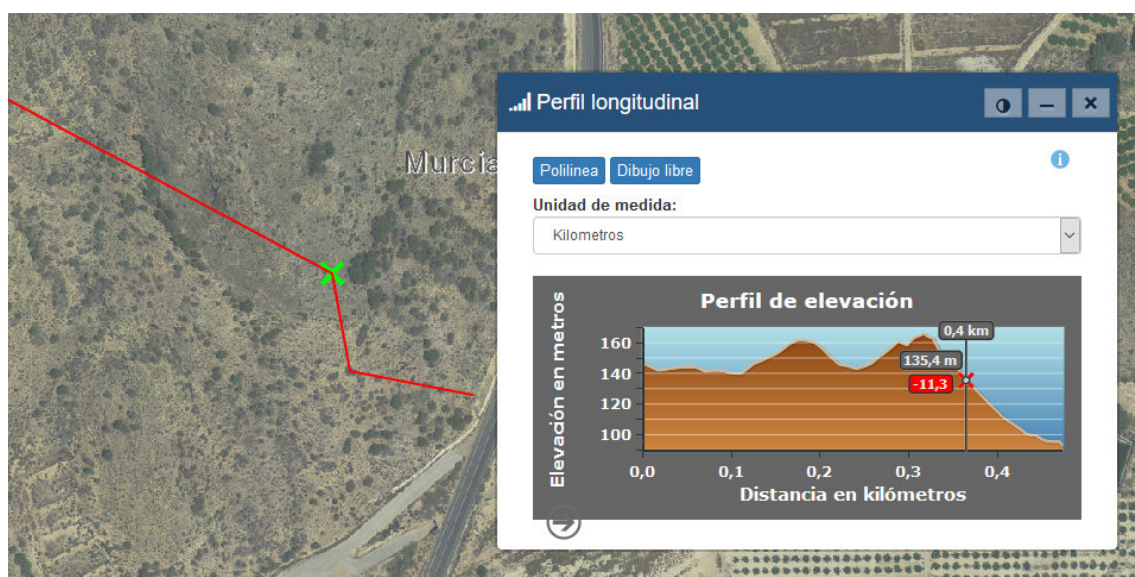 Perfil longitudinal
Murcia
Polilinea Dibujo libre
Unidad de medida:
Kilometros
Perfil de elevación
Elevación en metros
0,4 km
160
135,4 m
140
-11,3
120
100
0,0 0,1 0,2 0,3 0,4
Distancia en kilómetros